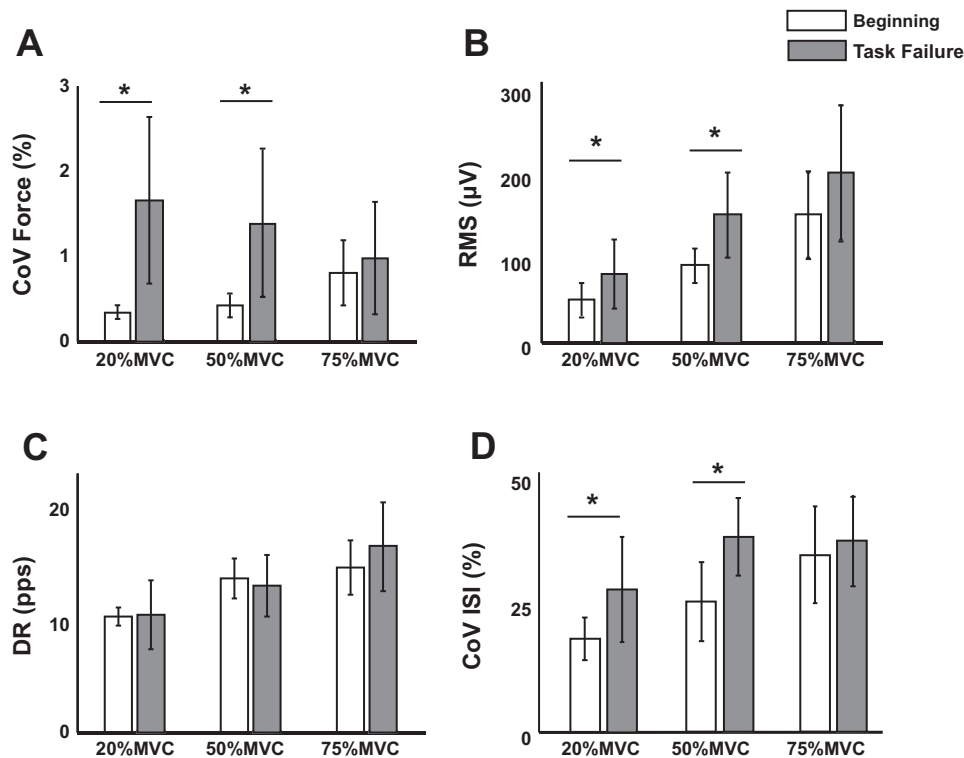 Beginning
Task Failure
A
CoV Force (%)
3
2
1
0
*
*
20%MVC 50%MVC 75%MVC
B
RMS (µV)
300
200
100
0
*
*
20%MVC 50%MVC 75%MVC
C
DR (pps)
20
10
0
20%MVC 50%MVC 75%MVC
D
CoV ISI (%)
50
25
0
*
*
20%MVC 50%MVC 75%MVC